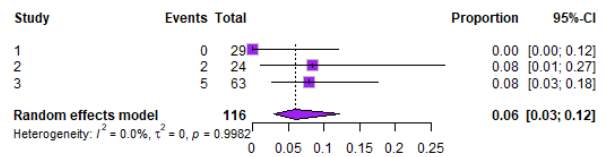 Study Events Total Proportion 95%-CI
1 0 29 0.00 [0.00; 0.12]
2 2 24 0.08 [0.01; 0.27]
3 5 63 0.08 [0.03; 0.18]
Random effects model 116 0.06 [0.03; 0.12]
Heterogeneity: I² = 0.0%, τ² = 0, p = 0.9982
0 0.05 0.1 0.15 0.2 0.25